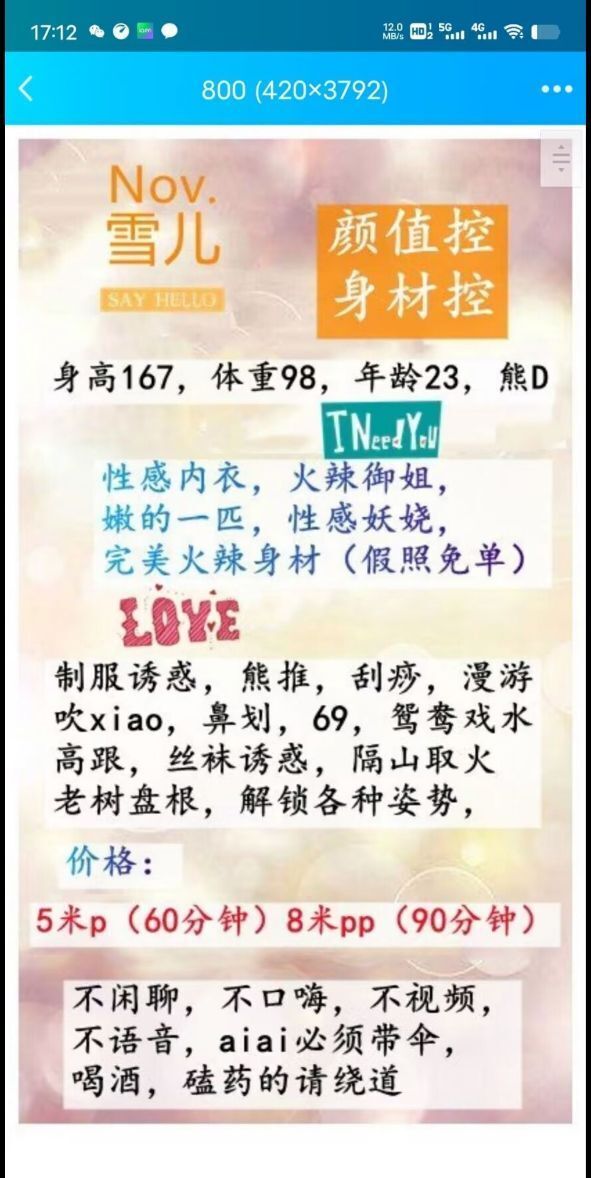 17:12
12.0 MB/s HD 1 2 5G 4G
800 (420×3792)
Nov.
雪儿
SAY HELLO
颜值控
身材控
身高167，体重98，年龄23，熊D
I Need You
性感内衣，火辣御姐，
嫩的一匹，性感妖娆，
完美火辣身材（假照免单）
LOVE
制服诱惑，熊推，刮痧，漫游
吹xiao，鼻划，69，鸳鸯戏水
高跟，丝袜诱惑，隔山取火
老树盘根，解锁各种姿势，
价格：
5米p（60分钟）8米pp（90分钟）
不闲聊，不口嗨，不视频，
不语音，aiai必须带伞，
喝酒，磕药的请绕道